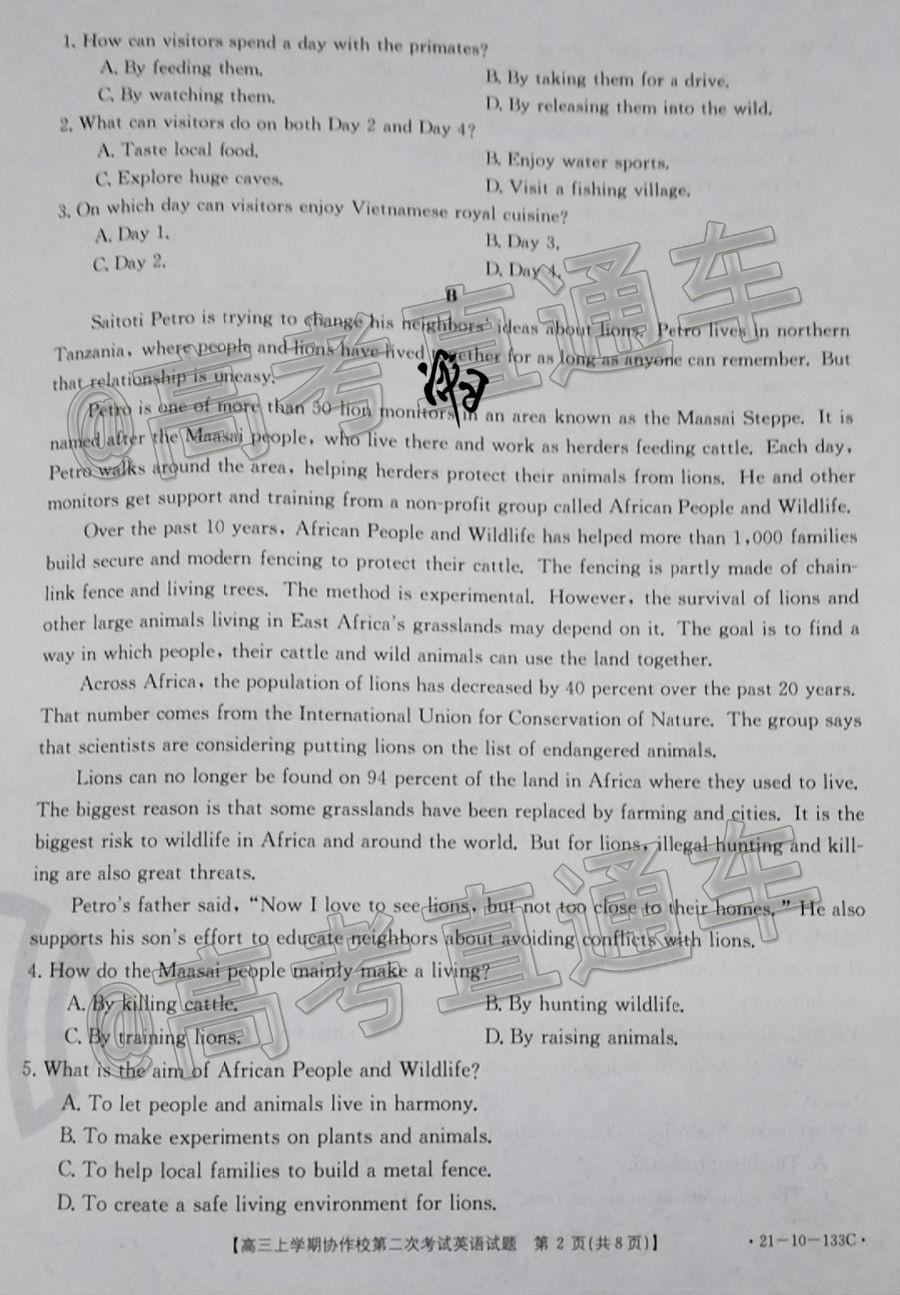 1. How can visitors spend a day with the primates?
A. By feeding them.
B. By taking them for a drive.
C. By watching them.
D. By releasing them into the wild.
2. What can visitors do on both Day 2 and Day 4?
A. Taste local food.
B. Enjoy water sports.
C. Explore huge caves.
D. Visit a fishing village.
3. On which day can visitors enjoy Vietnamese royal cuisine?
A. Day 1.
B. Day 3.
C. Day 2.
D. Day 4.
B
Saitoti Petro is trying to change his neighbors' ideas about lions. Petro lives in northern
Tanzania, where people and lions have lived together for as long as anyone can remember. But
that relationship is uneasy.
Petro is one of more than 50 lion monitors in an area known as the Maasai Steppe. It is
named after the Maasai people, who live there and work as herders feeding cattle. Each day,
Petro walks around the area, helping herders protect their animals from lions. He and other
monitors get support and training from a non-profit group called African People and Wildlife.
Over the past 10 years, African People and Wildlife has helped more than 1,000 families
build secure and modern fencing to protect their cattle. The fencing is partly made of chain-
link fence and living trees. The method is experimental. However, the survival of lions and
other large animals living in East Africa's grasslands may depend on it. The goal is to find a
way in which people, their cattle and wild animals can use the land together.
Across Africa, the population of lions has decreased by 40 percent over the past 20 years.
That number comes from the International Union for Conservation of Nature. The group says
that scientists are considering putting lions on the list of endangered animals.
Lions can no longer be found on 94 percent of the land in Africa where they used to live.
The biggest reason is that some grasslands have been replaced by farming and cities. It is the
biggest risk to wildlife in Africa and around the world. But for lions, illegal hunting and kill-
ing are also great threats.
Petro's father said, "Now I love to see lions, but not too close to their homes." He also
supports his son's effort to educate neighbors about avoiding conflicts with lions.
4. How do the Maasai people mainly make a living?
A. By killing cattle.
B. By hunting wildlife.
C. By training lions.
D. By raising animals.
5. What is the aim of African People and Wildlife?
A. To let people and animals live in harmony.
B. To make experiments on plants and animals.
C. To help local families to build a metal fence.
D. To create a safe living environment for lions.
【高三上学期协作校第二次考试英语试题 第 2 页(共 8 页)】
·21-10-133C·
@高考直通车
@高考直通车